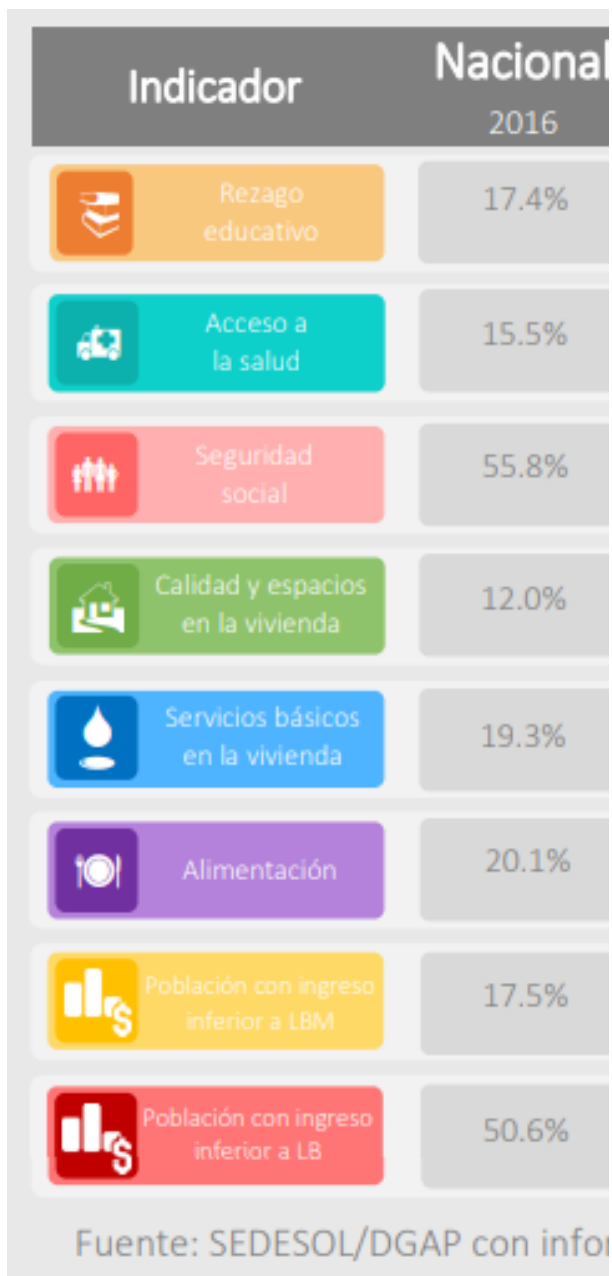 Indicador
Nacional
2016
Rezago
educativo
17.4%
Acceso a
la salud
15.5%
Seguridad
social
55.8%
Calidad y espacios
en la vivienda
12.0%
Servicios básicos
en la vivienda
19.3%
Alimentación
20.1%
Población con ingreso
inferior a LBM
17.5%
Población con ingreso
inferior a LB
50.6%
Fuente: SEDESOL/DGAP con infor